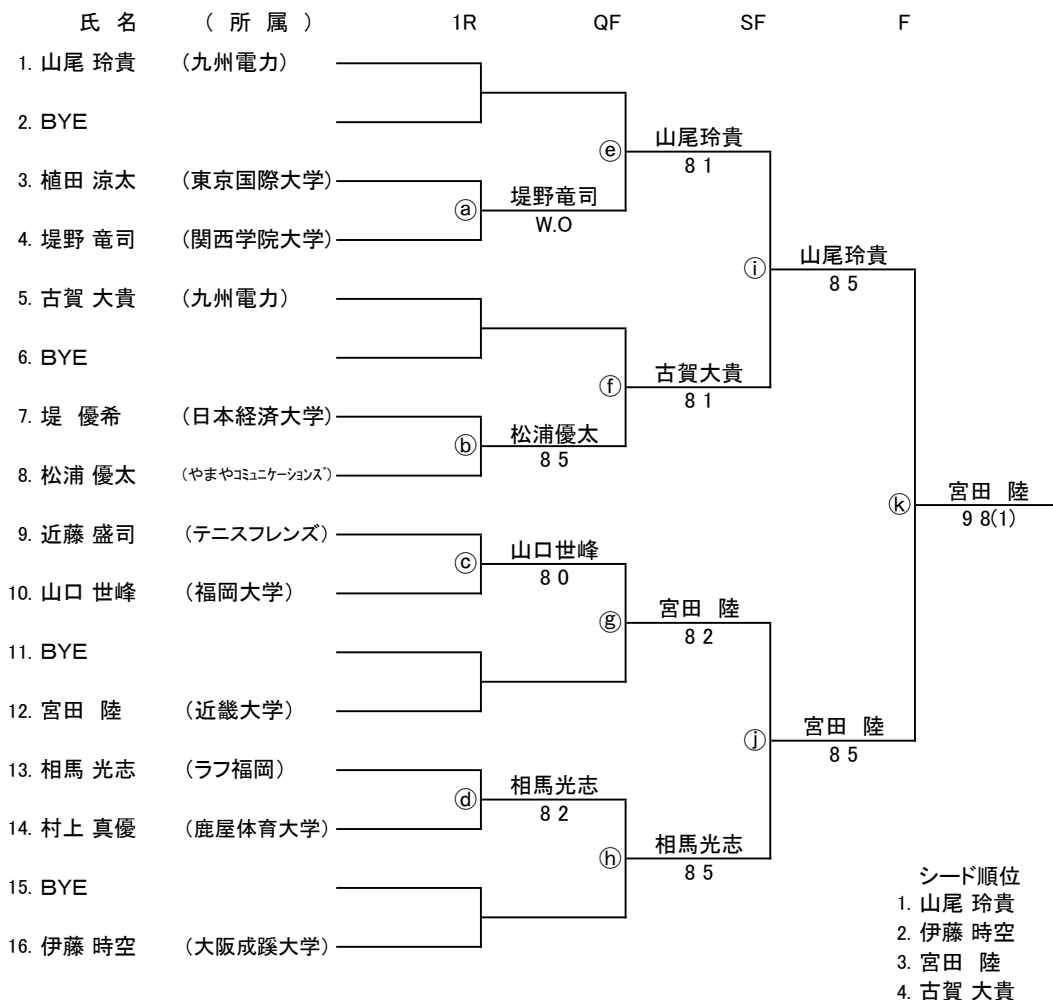 氏 名 ( 所 属 ) 1R QF SF F
1. 山尾 玲貴 (九州電力)
2. BYE
ⓔ 山尾玲貴
8 1
3. 植田 涼太 (東京国際大学)
ⓐ 堤野竜司
W.O
4. 堤野 竜司 (関西学院大学)
ⓘ 山尾玲貴
8 5
5. 古賀 大貴 (九州電力)
6. BYE
ⓕ 古賀大貴
8 1
7. 堤 優希 (日本経済大学)
ⓑ 松浦優太
8 5
8. 松浦 優太 (やまやコミュニケーションズ)
ⓚ 宮田 陸
9 8(1)
9. 近藤 盛司 (テニスフレンズ)
ⓒ 山口世峰
8 0
10. 山口 世峰 (福岡大学)
ⓖ 宮田 陸
8 2
11. BYE
12. 宮田 陸 (近畿大学)
ⓙ 宮田 陸
8 5
13. 相馬 光志 (ラフ福岡)
ⓓ 相馬光志
8 2
14. 村上 真優 (鹿屋体育大学)
ⓗ 相馬光志
8 5
15. BYE
16. 伊藤 時空 (大阪成蹊大学)
シード順位
1. 山尾 玲貴
2. 伊藤 時空
3. 宮田 陸
4. 古賀 大貴